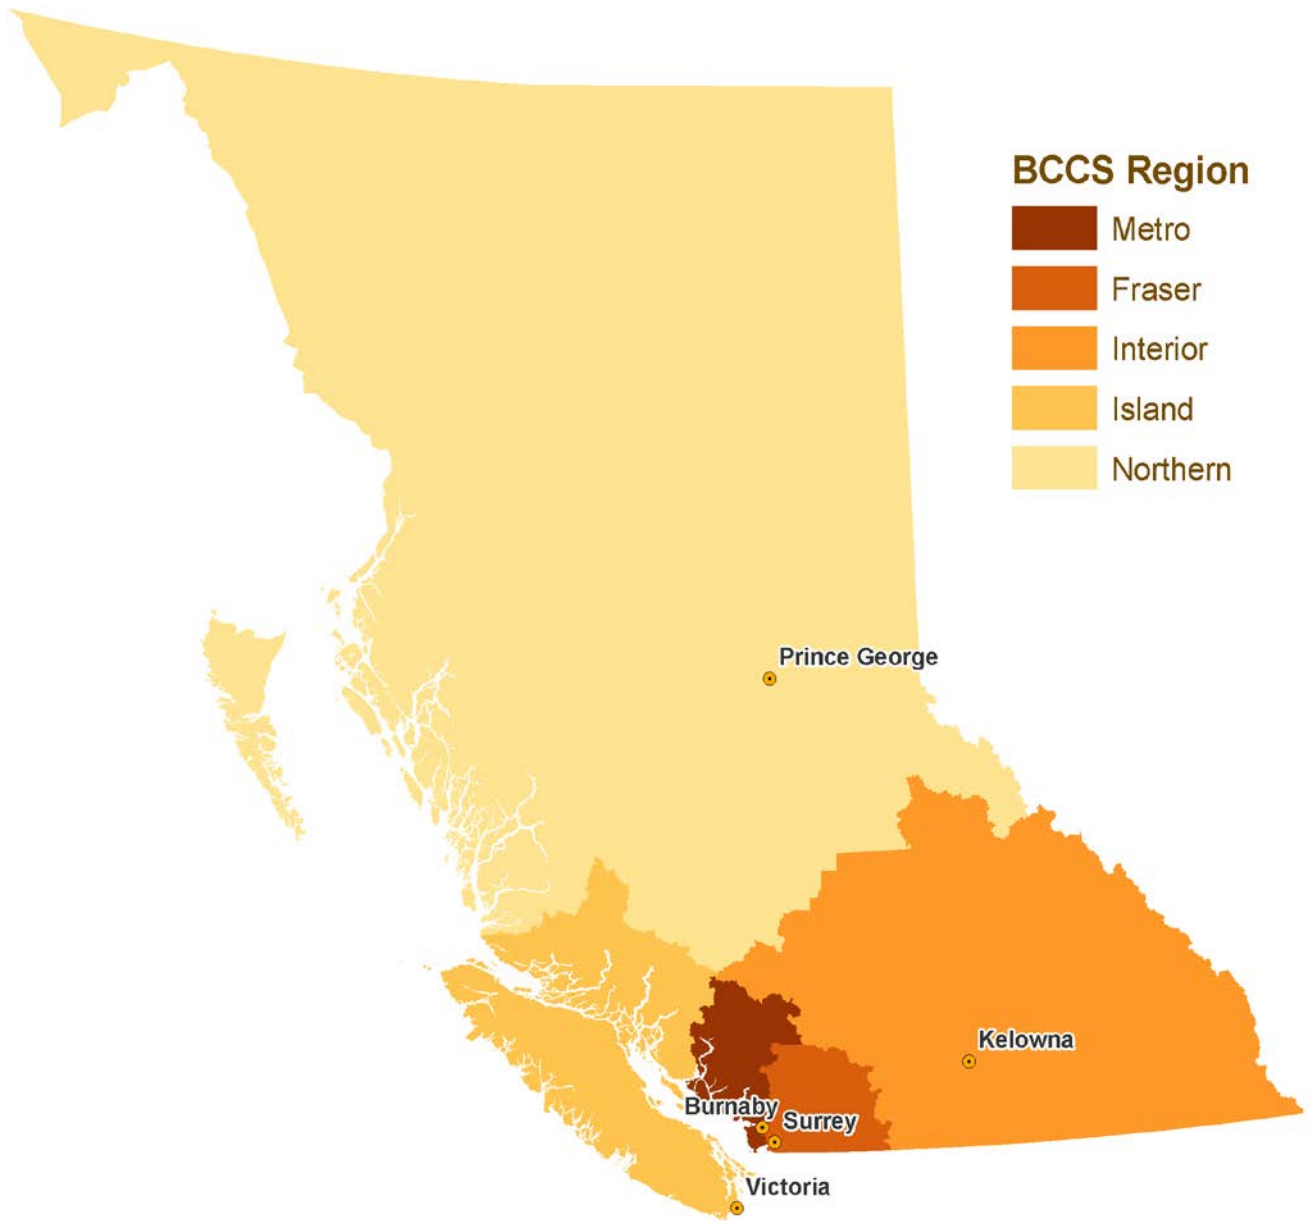 BCCS Region
Metro
Fraser
Interior
Island
Northern
Prince George
Kelowna
Burnaby
Surrey
Victoria